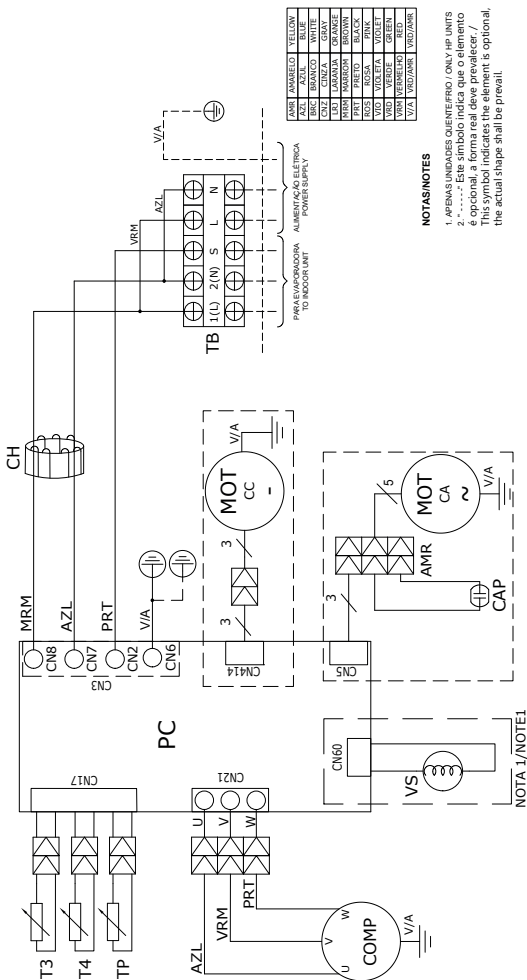 T3
T4
TP
CN17
PC
CN3
CN8
CN7
CN2
CN6
MRM
AZL
PRT
V/A
CH
VRM
AZL
V/A
TB
1(L)
2(N)
S
L
N
PARA EVAPORADORA
TO INDOOR UNIT
ALIMENTAÇÃO ELÉTRICA
POWER SUPPLY
CN21
U
V
W
AZL
VRM
PRT
COMP
U
V
W
V/A
CN60
VS
NOTA 1/NOTE1
CN414
3
3
MOT
CC
-
V/A
CN5
3
AMR
5
MOT
CA
~
V/A
CAP
AMR AMARELO YELLOW
AZL AZUL BLUE
BRC BRANCO WHITE
CNZ CINZA GRAY
LRJ LARANJA ORANGE
MRM MARROM BROWN
PRT PRETO BLACK
ROS ROSA PINK
VIO VIOLETA VIOLET
VRD VERDE GREEN
VRM VERMELHO RED
V/A VRD/AMR VRD/AMR
NOTAS/NOTES
1. APENAS UNIDADES QUENTE/FRIO / ONLY HP UNITS
2. "-----" Este símbolo indica que o elemento
é opcional, a forma real deve prevalecer. /
This symbol indicates the element is optional,
the actual shape shall be prevail.